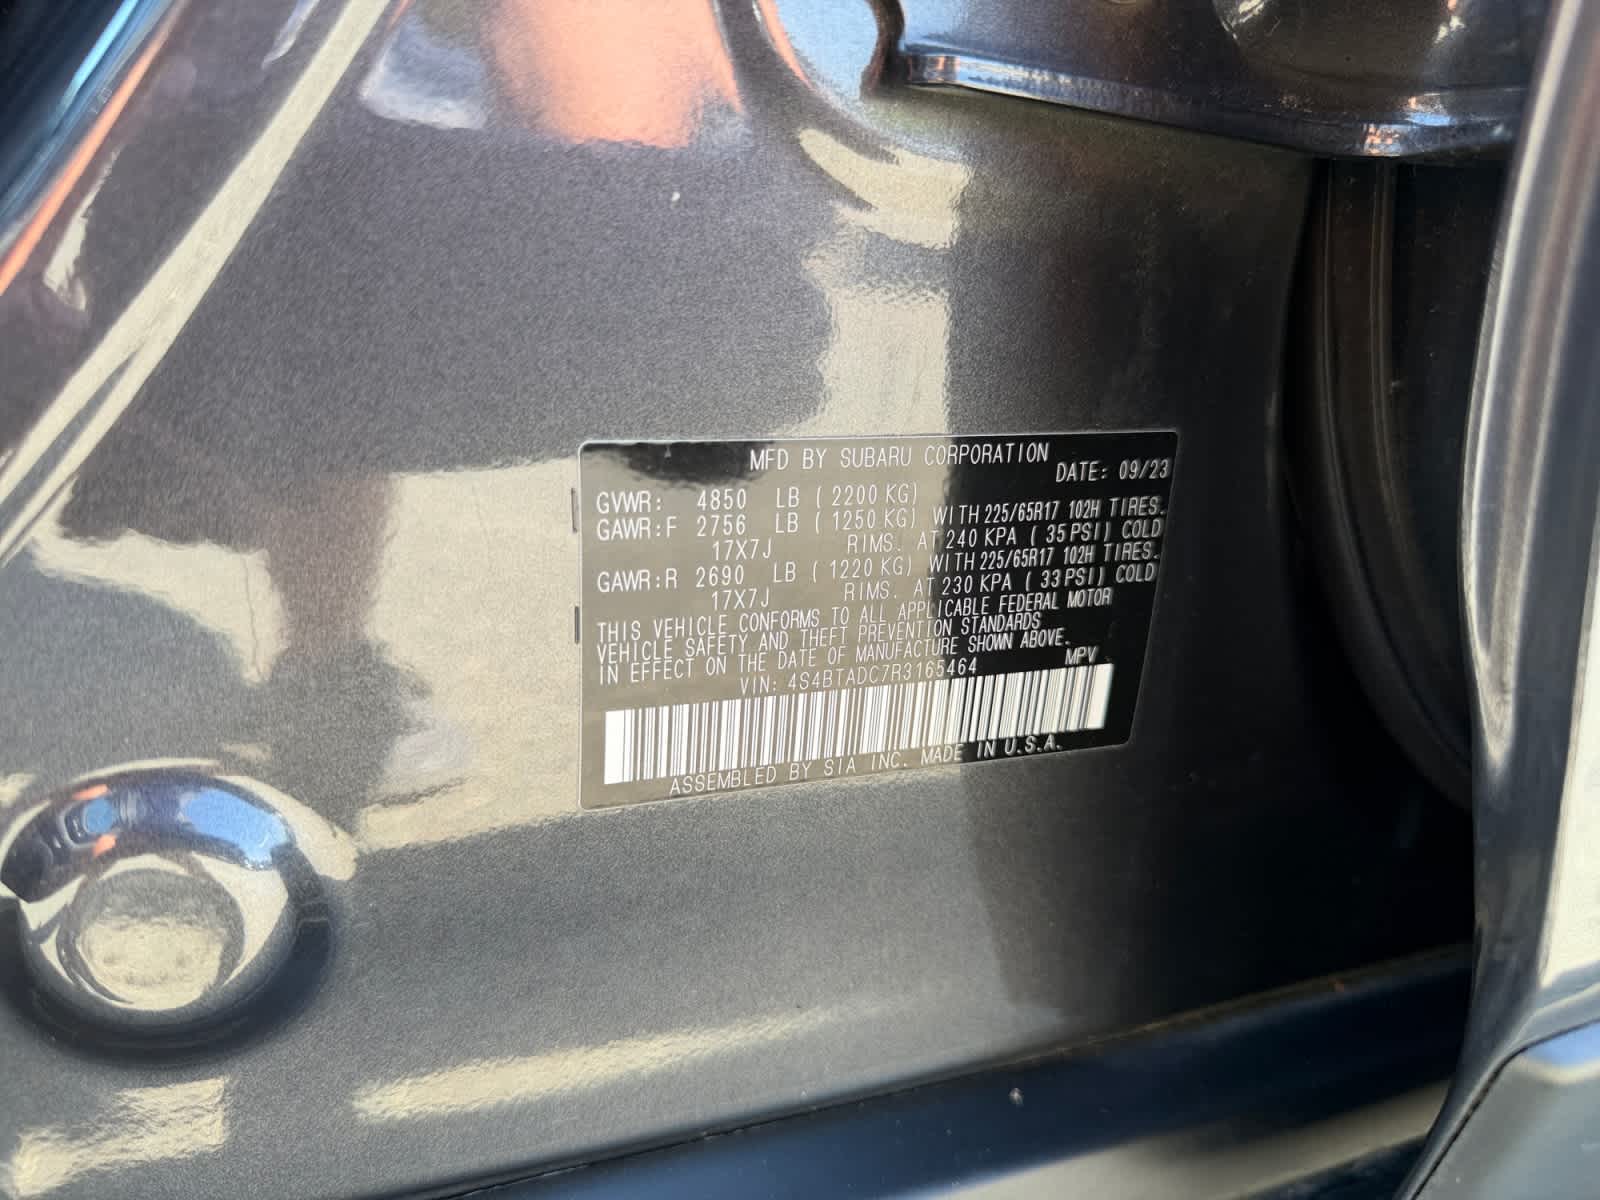 MFD BY SUBARU CORPORATION
DATE: 09/23
GVWR: 4850 LB ( 2200 KG)
GAWR:F 2756 LB ( 1250 KG) WITH 225/65R17 102H TIRES.
17X7J RIMS. AT 240 KPA ( 35 PSI) COLD
GAWR:R 2690 LB ( 1220 KG) WITH 225/65R17 102H TIRES.
17X7J RIMS. AT 230 KPA ( 33 PSI) COLD
THIS VEHICLE CONFORMS TO ALL APPLICABLE FEDERAL MOTOR
VEHICLE SAFETY AND THEFT PREVENTION STANDARDS
IN EFFECT ON THE DATE OF MANUFACTURE SHOWN ABOVE.
VIN: 4S4BTADC7R3165464 MPV
ASSEMBLED BY SIA INC. MADE IN U.S.A.